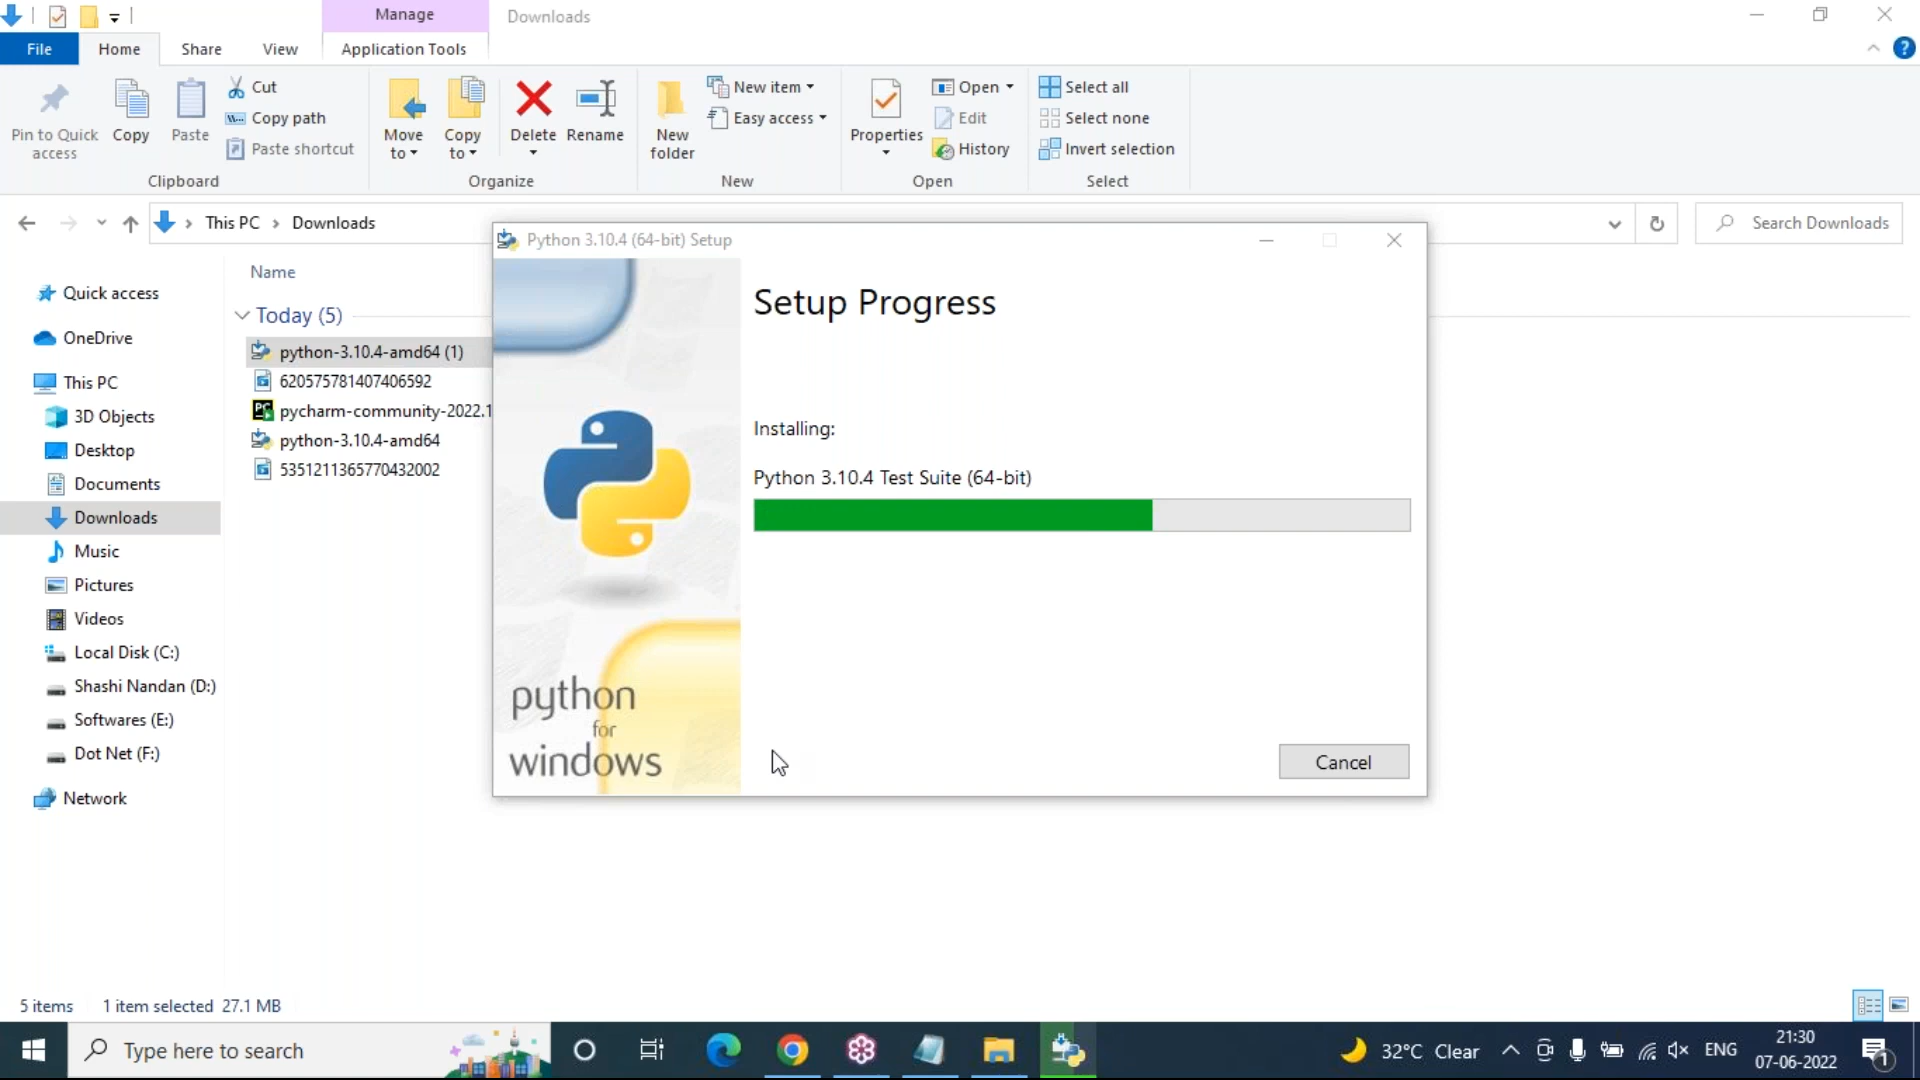 Manage
Downloads
File
Home
Share
View
Application Tools
Pin to Quick
access
Copy
Paste
Cut
Copy path
Paste shortcut
Clipboard
Move
to
Copy
to
Delete
Rename
Organize
New
folder
New item
Easy access
New
Properties
Open
Edit
History
Open
Select all
Select none
Invert selection
Select
This PC
Downloads
Search Downloads
Quick access
OneDrive
This PC
3D Objects
Desktop
Documents
Downloads
Music
Pictures
Videos
Local Disk (C:)
Shashi Nandan (D:)
Softwares (E:)
Dot Net (F:)
Network
Name
Today (5)
python-3.10.4-amd64 (1)
620575781407406592
pycharm-community-2022.1
python-3.10.4-amd64
5351211365770432002
Python 3.10.4 (64-bit) Setup
Setup Progress
Installing:
Python 3.10.4 Test Suite (64-bit)
python
for
windows
Cancel
5 items
1 item selected 27.1 MB
Type here to search
32°C Clear
ENG
21:30
07-06-2022
1